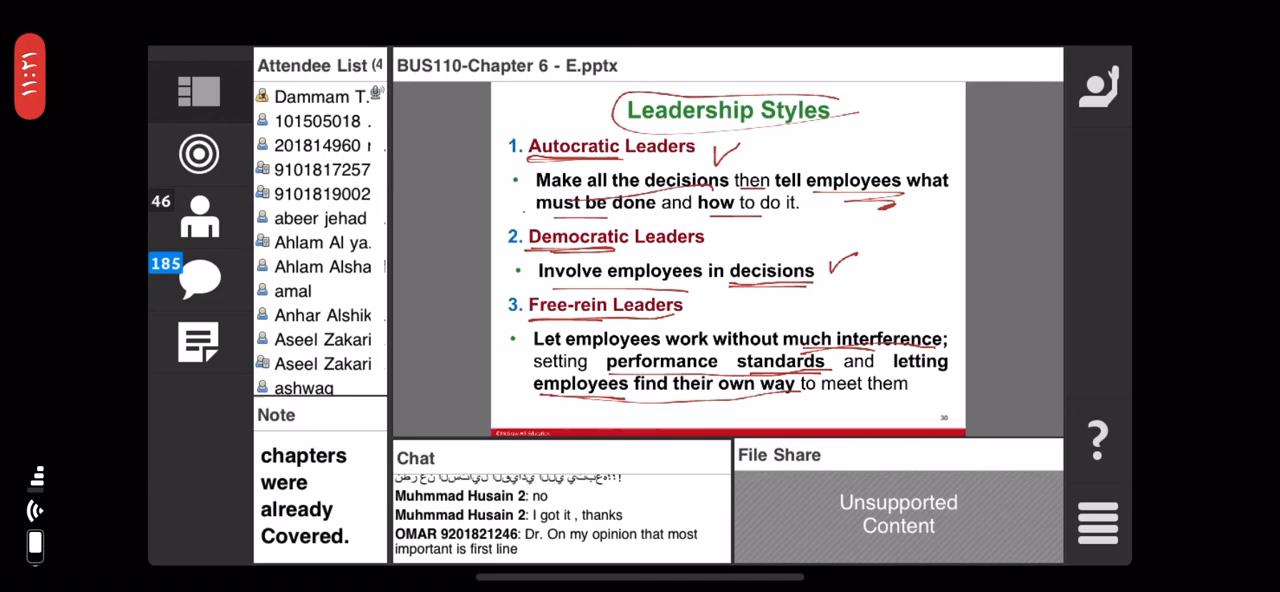 ١١:٢١
Attendee List (4
Dammam T.
101505018 .
201814960 r
9101817257
9101819002
abeer jehad
Ahlam Al ya.
Ahlam Alsha
amal
Anhar Alshik
Aseel Zakari
Aseel Zakari
ashwaq
46
185
Note
chapters
were
already
Covered.
BUS110-Chapter 6 - E.pptx
Leadership Styles
1. Autocratic Leaders
• Make all the decisions then tell employees what
must be done and how to do it.
2. Democratic Leaders
• Involve employees in decisions
3. Free-rein Leaders
• Let employees work without much interference;
setting performance standards and letting
employees find their own way to meet them
30
©McGraw-Hill Education.
Chat
Muhmmad Husain 2: no
Muhmmad Husain 2: I got it , thanks
OMAR 9201821246: Dr. On my opinion that most
important is first line
File Share
Unsupported
Content
?